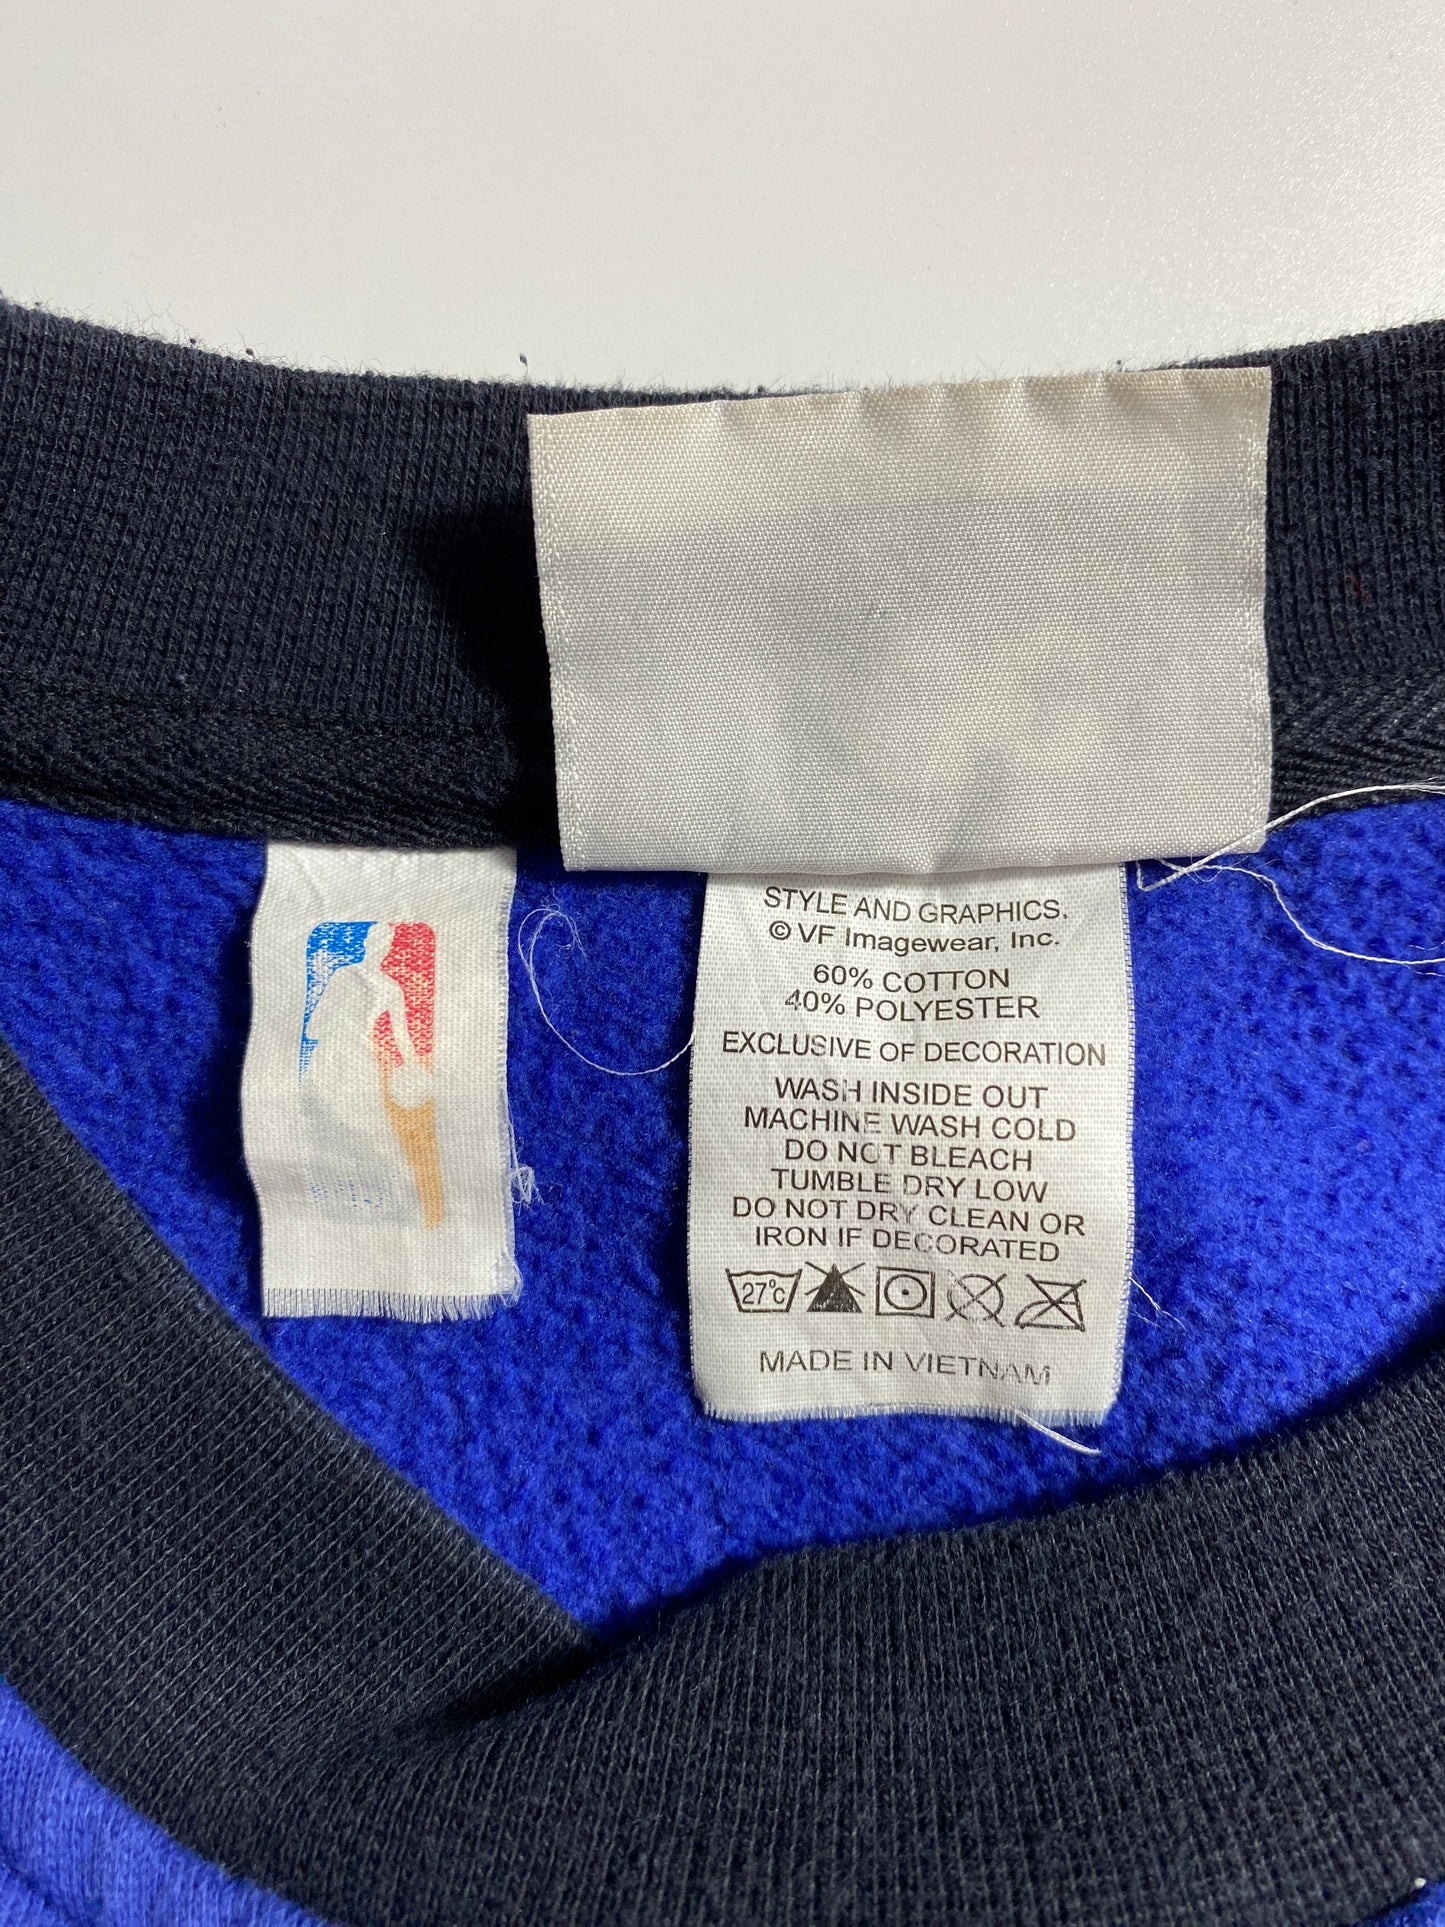 STYLE AND GRAPHICS.
© VF Imagewear, Inc.
60% COTTON
40% POLYESTER
EXCLUSIVE OF DECORATION
WASH INSIDE OUT
MACHINE WASH COLD
DO NOT BLEACH
TUMBLE DRY LOW
DO NOT DRY CLEAN OR
IRON IF DECORATED
27°c
MADE IN VIETNAM